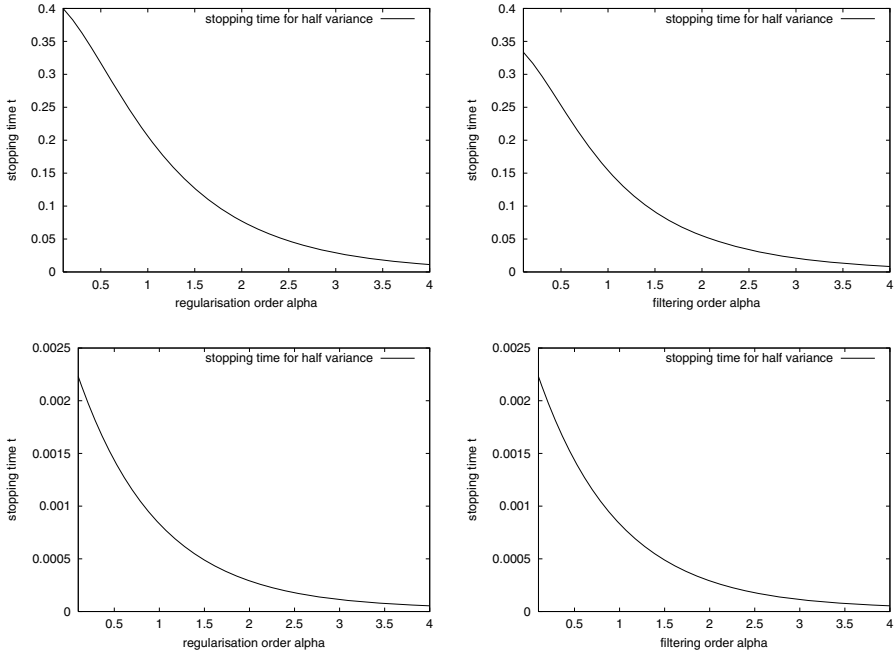 stopping time for half variance
stopping time t
0.4
0.35
0.3
0.25
0.2
0.15
0.1
0.05
0
0.5 1 1.5 2 2.5 3 3.5 4
regularisation order alpha
stopping time for half variance
stopping time t
0.4
0.35
0.3
0.25
0.2
0.15
0.1
0.05
0
0.5 1 1.5 2 2.5 3 3.5 4
filtering order alpha
stopping time for half variance
stopping time t
0.0025
0.002
0.0015
0.001
0.0005
0
0.5 1 1.5 2 2.5 3 3.5 4
regularisation order alpha
stopping time for half variance
stopping time t
0.0025
0.002
0.0015
0.001
0.0005
0
0.5 1 1.5 2 2.5 3 3.5 4
filtering order alpha